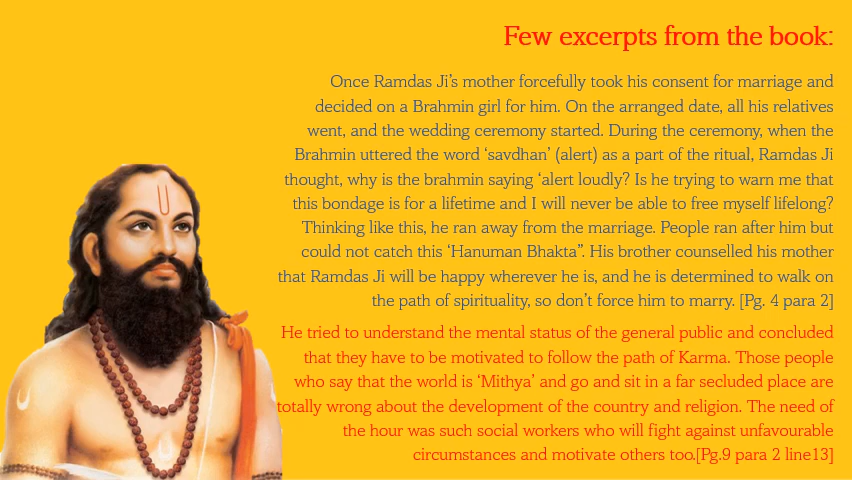 Few excerpts from the book:
Once Ramdas Ji’s mother forcefully took his consent for marriage and
decided on a Brahmin girl for him. On the arranged date, all his relatives
went, and the wedding ceremony started. During the ceremony, when the
Brahmin uttered the word ‘savdhan’ (alert) as a part of the ritual, Ramdas Ji
thought, why is the brahmin saying ‘alert loudly? Is he trying to warn me that
this bondage is for a lifetime and I will never be able to free myself lifelong?
Thinking like this, he ran away from the marriage. People ran after him but
could not catch this ‘Hanuman Bhakta”. His brother counselled his mother
that Ramdas Ji will be happy wherever he is, and he is determined to walk on
the path of spirituality, so don’t force him to marry. [Pg. 4 para 2]
He tried to understand the mental status of the general public and concluded
that they have to be motivated to follow the path of Karma. Those people
who say that the world is ‘Mithya’ and go and sit in a far secluded place are
totally wrong about the development of the country and religion. The need of
the hour was such social workers who will fight against unfavourable
circumstances and motivate others too.[Pg.9 para 2 line13]